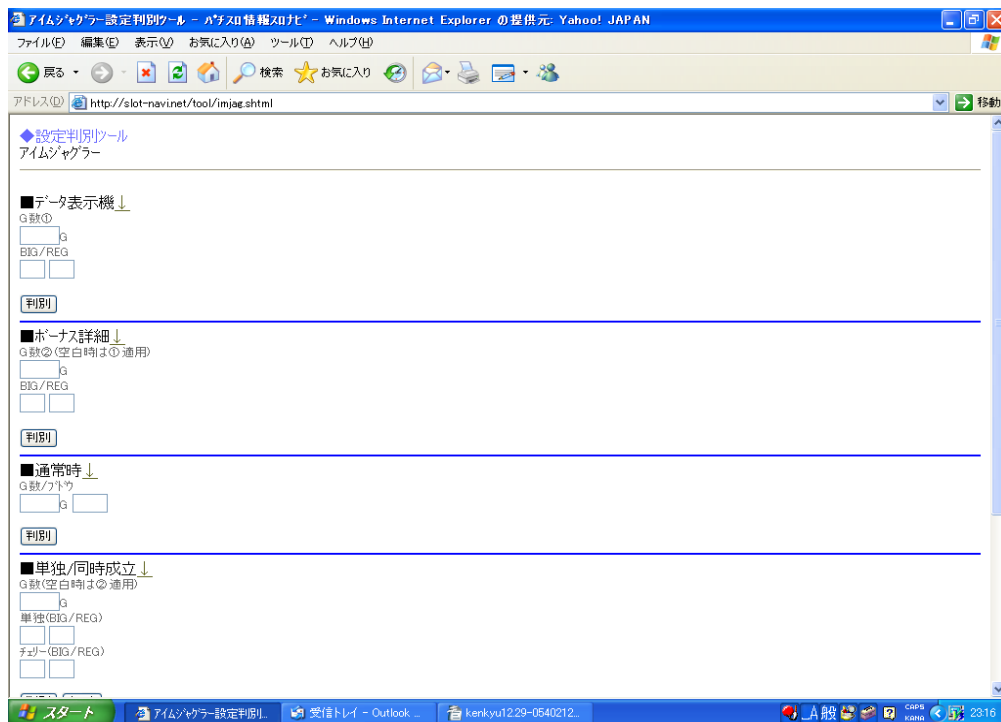 ｱｲﾑｼﾞｬｸﾞﾗｰ設定判別ﾂｰﾙ - ﾊﾟﾁｽﾛ情報ｽﾛﾅﾋﾞ - Windows Internet Explorer の提供元: Yahoo! JAPAN
ファイル(F) 編集(E) 表示(V) お気に入り(A) ツール(T) ヘルプ(H)
戻る 検索 お気に入り
アドレス(D) http://slot-navi.net/tool/imjag.shtml 移動
◆設定判別ﾂｰﾙ
ｱｲﾑｼﾞｬｸﾞﾗｰ
■ﾃﾞｰﾀ表示機↓
G数①
G
BIG/REG
判別
■ﾎﾞｰﾅｽ詳細↓
G数②(空白時は①適用)
G
BIG/REG
判別
■通常時↓
G数/ﾌﾞﾄﾞｳ
G
判別
■単独/同時成立↓
G数(空白時は②適用)
G
単独(BIG/REG)
ﾁｪﾘｰ(BIG/REG)
スタート ｱｲﾑｼﾞｬｸﾞﾗｰ設定判別... 受信トレイ - Outlook ... kenkyu12.29-0540212... A 般 CAPS KANA 23:16